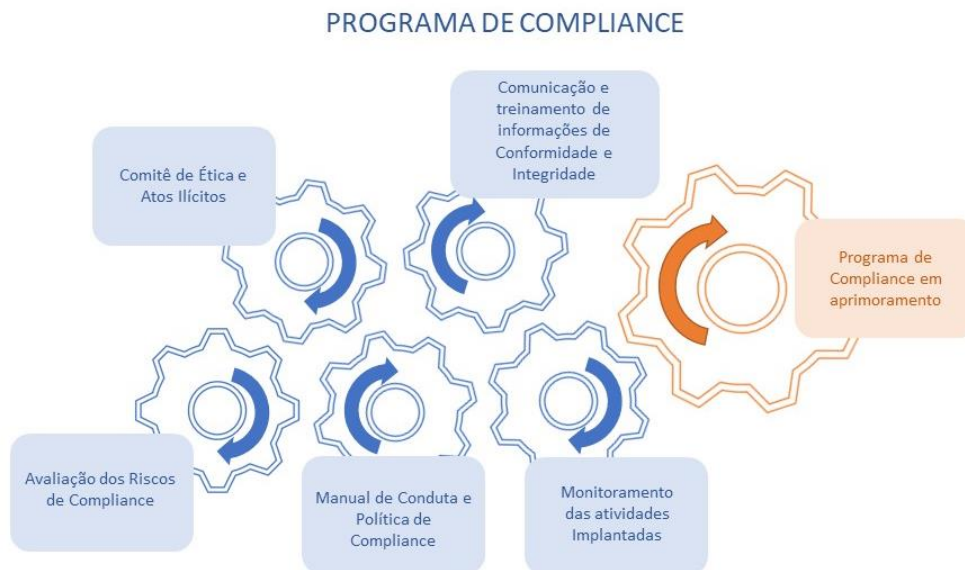 PROGRAMA DE COMPLIANCE
Comunicação e
treinamento de
informações de
Conformidade e
Integridade
Comitê de Ética e
Atos Ilícitos
Programa de
Compliance em
aprimoramento
Avaliação dos Riscos
de Compliance
Manual de Conduta e
Política de
Compliance
Monitoramento
das atividades
Implantadas